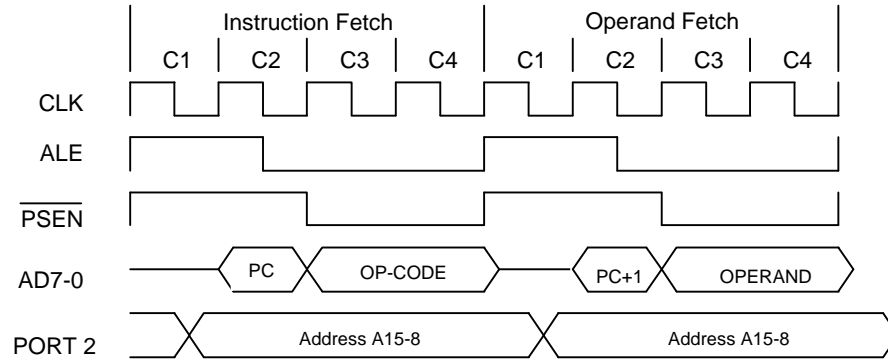 Instruction Fetch Operand Fetch
C1 C2 C3 C4 C1 C2 C3 C4
CLK
ALE
PSEN
AD7-0 PC OP-CODE PC+1 OPERAND
PORT 2 Address A15-8 Address A15-8